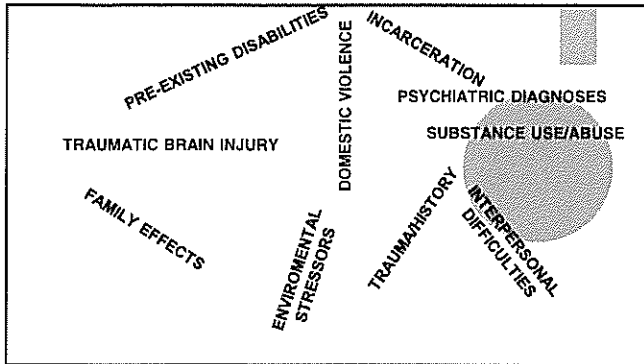 PRE-EXISTING DISABILITIES
DOMESTIC VIOLENCE
INCARCERATION
PSYCHIATRIC DIAGNOSES
SUBSTANCE USE/ABUSE
TRAUMATIC BRAIN INJURY
FAMILY EFFECTS
ENVIROMENTAL
STRESSORS
TRAUMA/HISTORY
INTERPERSONAL
DIFFICULTIES